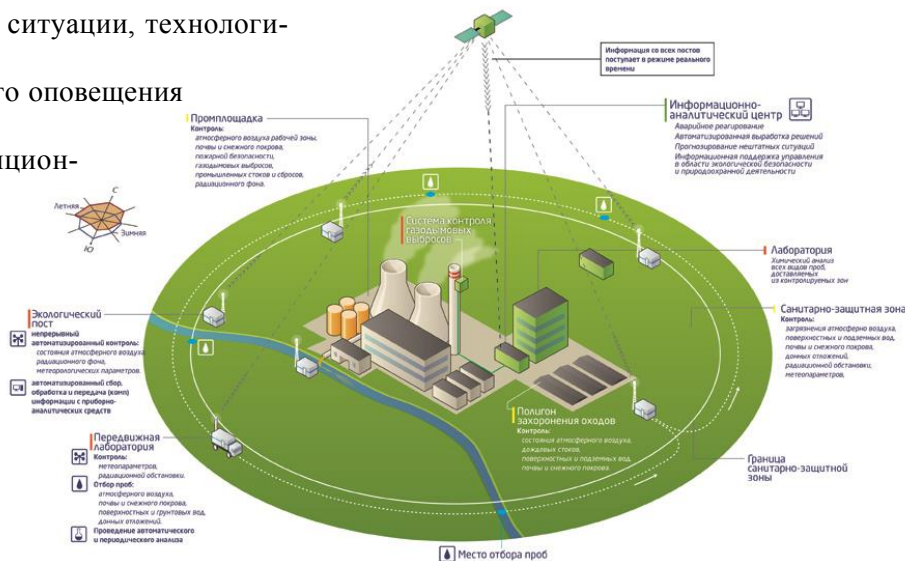 ситуации, технологи-
го оповещения
цион-
Информация со всех постов
поступает в режиме реального
времени
Промплощадка
Контроль:
атмосферного воздуха рабочей зоны,
почвы и снежного покрова,
пожарной безопасности,
газодымовых выбросов,
промышленных стоков и сбросов,
радиационного фона.
Информационно-
аналитический центр
Аварийное реагирование
Автоматизированная выработка решений
Прогнозирование нештатных ситуаций
Информационная поддержка управления
в области экологической безопасности
и природоохранной деятельности
С
Летняя
Зимняя
Ю
Система контроля
газодымовых
выбросов
Лаборатория
Химический анализ
всех видов проб,
доставляемых
из контролируемых зон
Экологический
пост
непрерывный
автоматизированный контроль:
состояния атмосферного воздуха,
радиационного фона,
метеорологических параметров.
автоматизированный сбор,
обработка и передача (комп)
информации с приборно-
аналитических средств
Санитарно-защитная зона
Контроль:
загрязнения атмосферно воздуха,
поверхностных и подземных вод,
почвы и снежного покрова,
донных отложений,
радиационной обстановки,
метеопараметров,
Полигон
захоронения оходов
Контроль:
состояния атмосферного воздуха,
дождевых стоков,
поверхностных и подземных вод,
почвы и снежного покрова.
Передвижная
лаборатория
Контроль:
метеопараметров,
радиационной обстановки.
Отбор проб:
атмосферного воздуха,
почвы и снежного покрова,
поверхностных и грунтовых вод,
донных отложений.
Проведение автоматического
и периодического анализа
Граница
санитарно-защитной
зоны
Место отбора проб